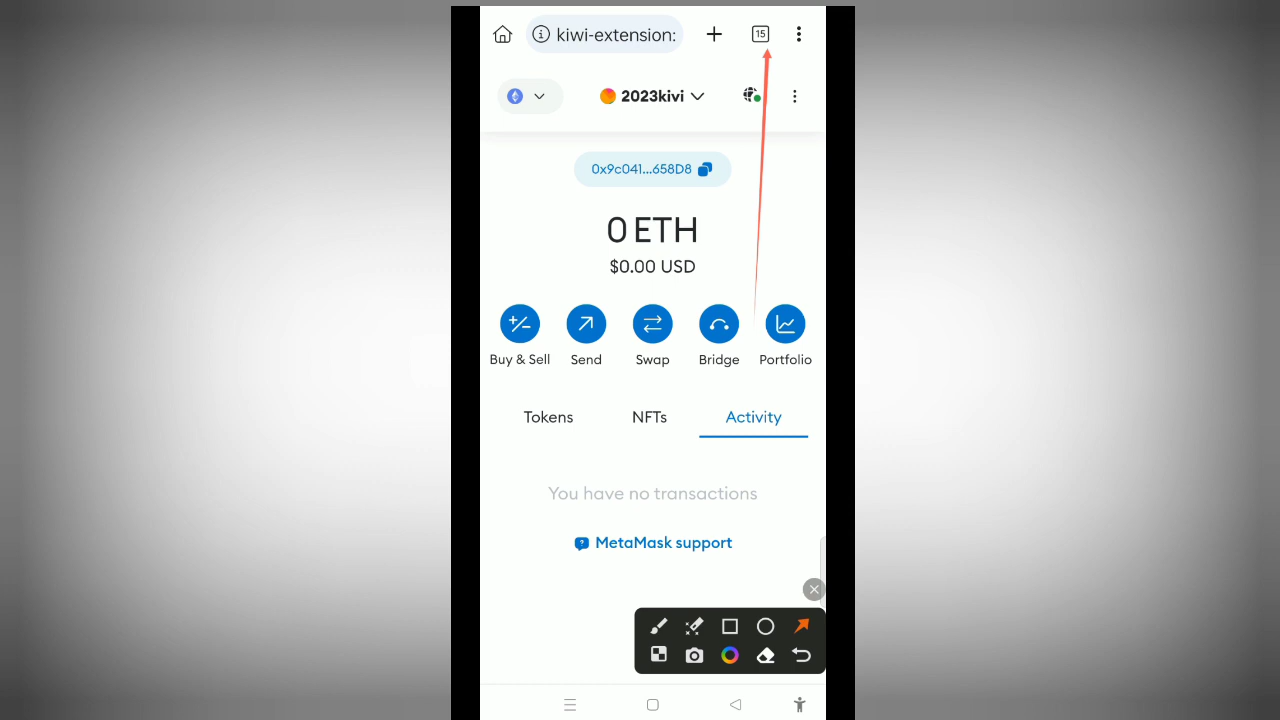 kiwi-extension:
15
2023kivi
0x9c041...658D8
0 ETH
$0.00 USD
Buy & Sell
Send
Swap
Bridge
Portfolio
Tokens
NFTs
Activity
You have no transactions
MetaMask support